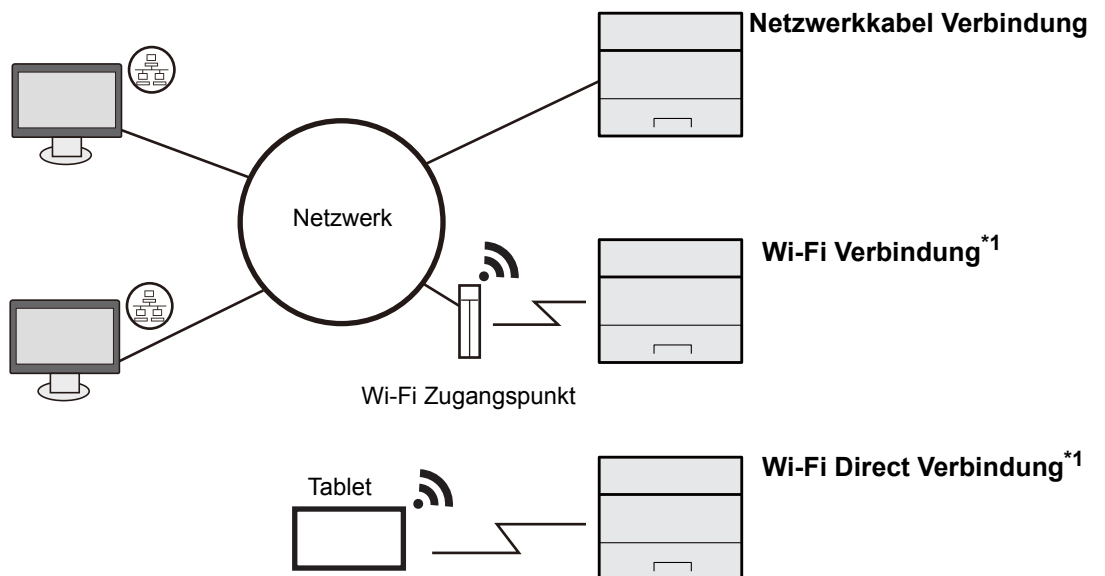 Netzwerkkabel Verbindung
Netzwerk
Wi-Fi Verbindung*1
Wi-Fi Zugangspunkt
Wi-Fi Direct Verbindung*1
Tablet